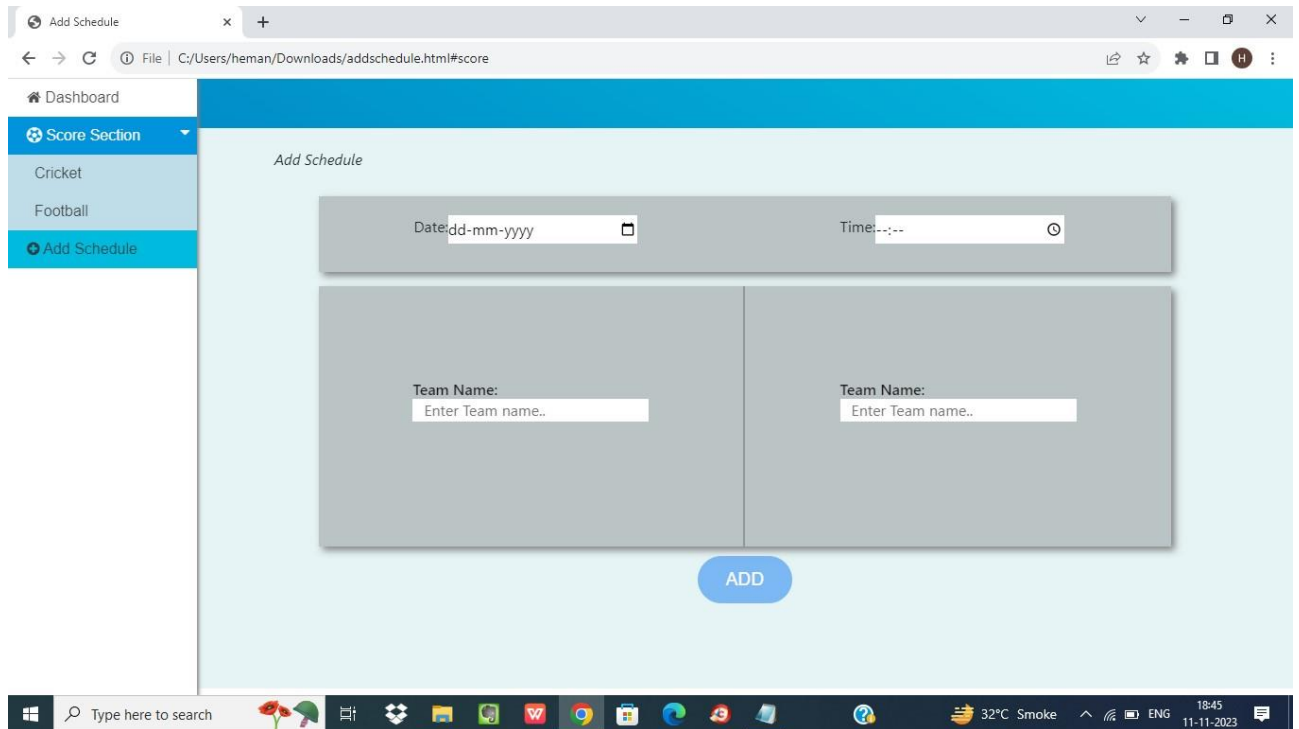 Add Schedule
File | C:/Users/heman/Downloads/addschedule.html#score
H
Dashboard
Score Section
Cricket
Football
Add Schedule
Add Schedule
Date: dd-mm-yyyy
Time: --:--
Team Name:
Enter Team name..
Team Name:
Enter Team name..
ADD
Type here to search
W
32°C Smoke
ENG
18:45
11-11-2023